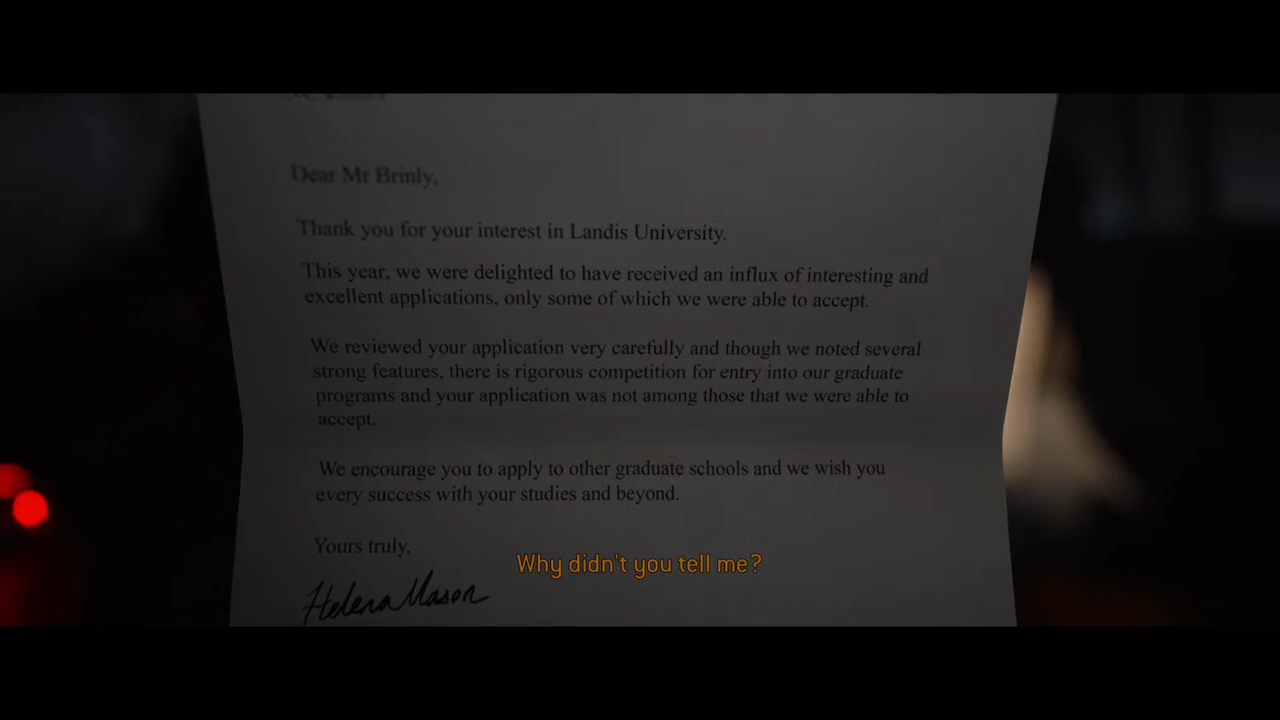 Dear Mr Brinly,
Thank you for your interest in Landis University.
This year, we were delighted to have received an influx of interesting and
excellent applications, only some of which we were able to accept.
We reviewed your application very carefully and though we noted several
strong features, there is rigorous competition for entry into our graduate
programs and your application was not among those that we were able to
accept.
We encourage you to apply to other graduate schools and we wish you
every success with your studies and beyond.
Yours truly,
Why didn't you tell me?
Helena Mason